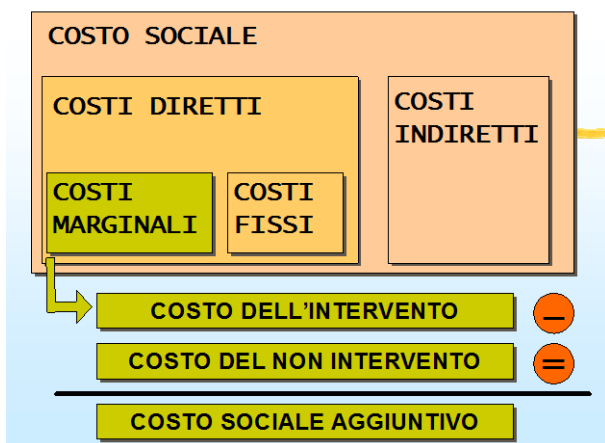 COSTO SOCIALE
COSTI DIRETTI
COSTI
INDIRETTI
COSTI
MARGINALI
COSTI
FISSI
COSTO DELL'INTERVENTO
–
COSTO DEL NON INTERVENTO
=
COSTO SOCIALE AGGIUNTIVO